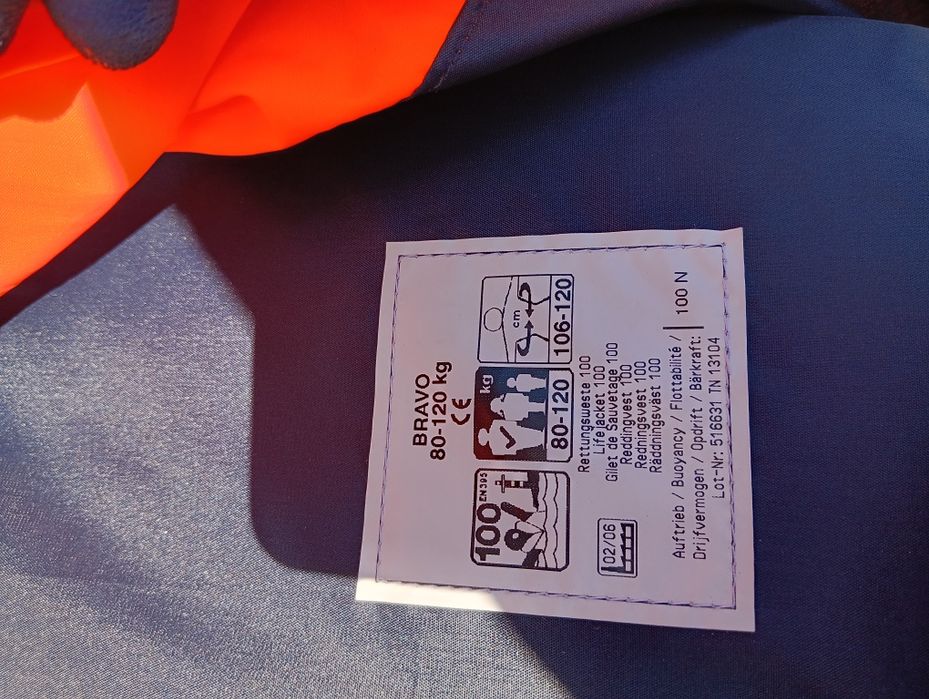 BRAVO
80-120 kg
CE
100 EN395
kg
80-120
cm
106-120
Rettungsweste 100
Lifejacket 100
Gilet de Sauvetage 100
Reddingvest 100
Redningsvest 100
Räddningsväst 100
02/06
Auftrieb / Buoyancy / Flottabilité /
Drijfvermogen / Opdrift / Bärkraft:
100 N
Lot-Nr: 516631 TN 13104